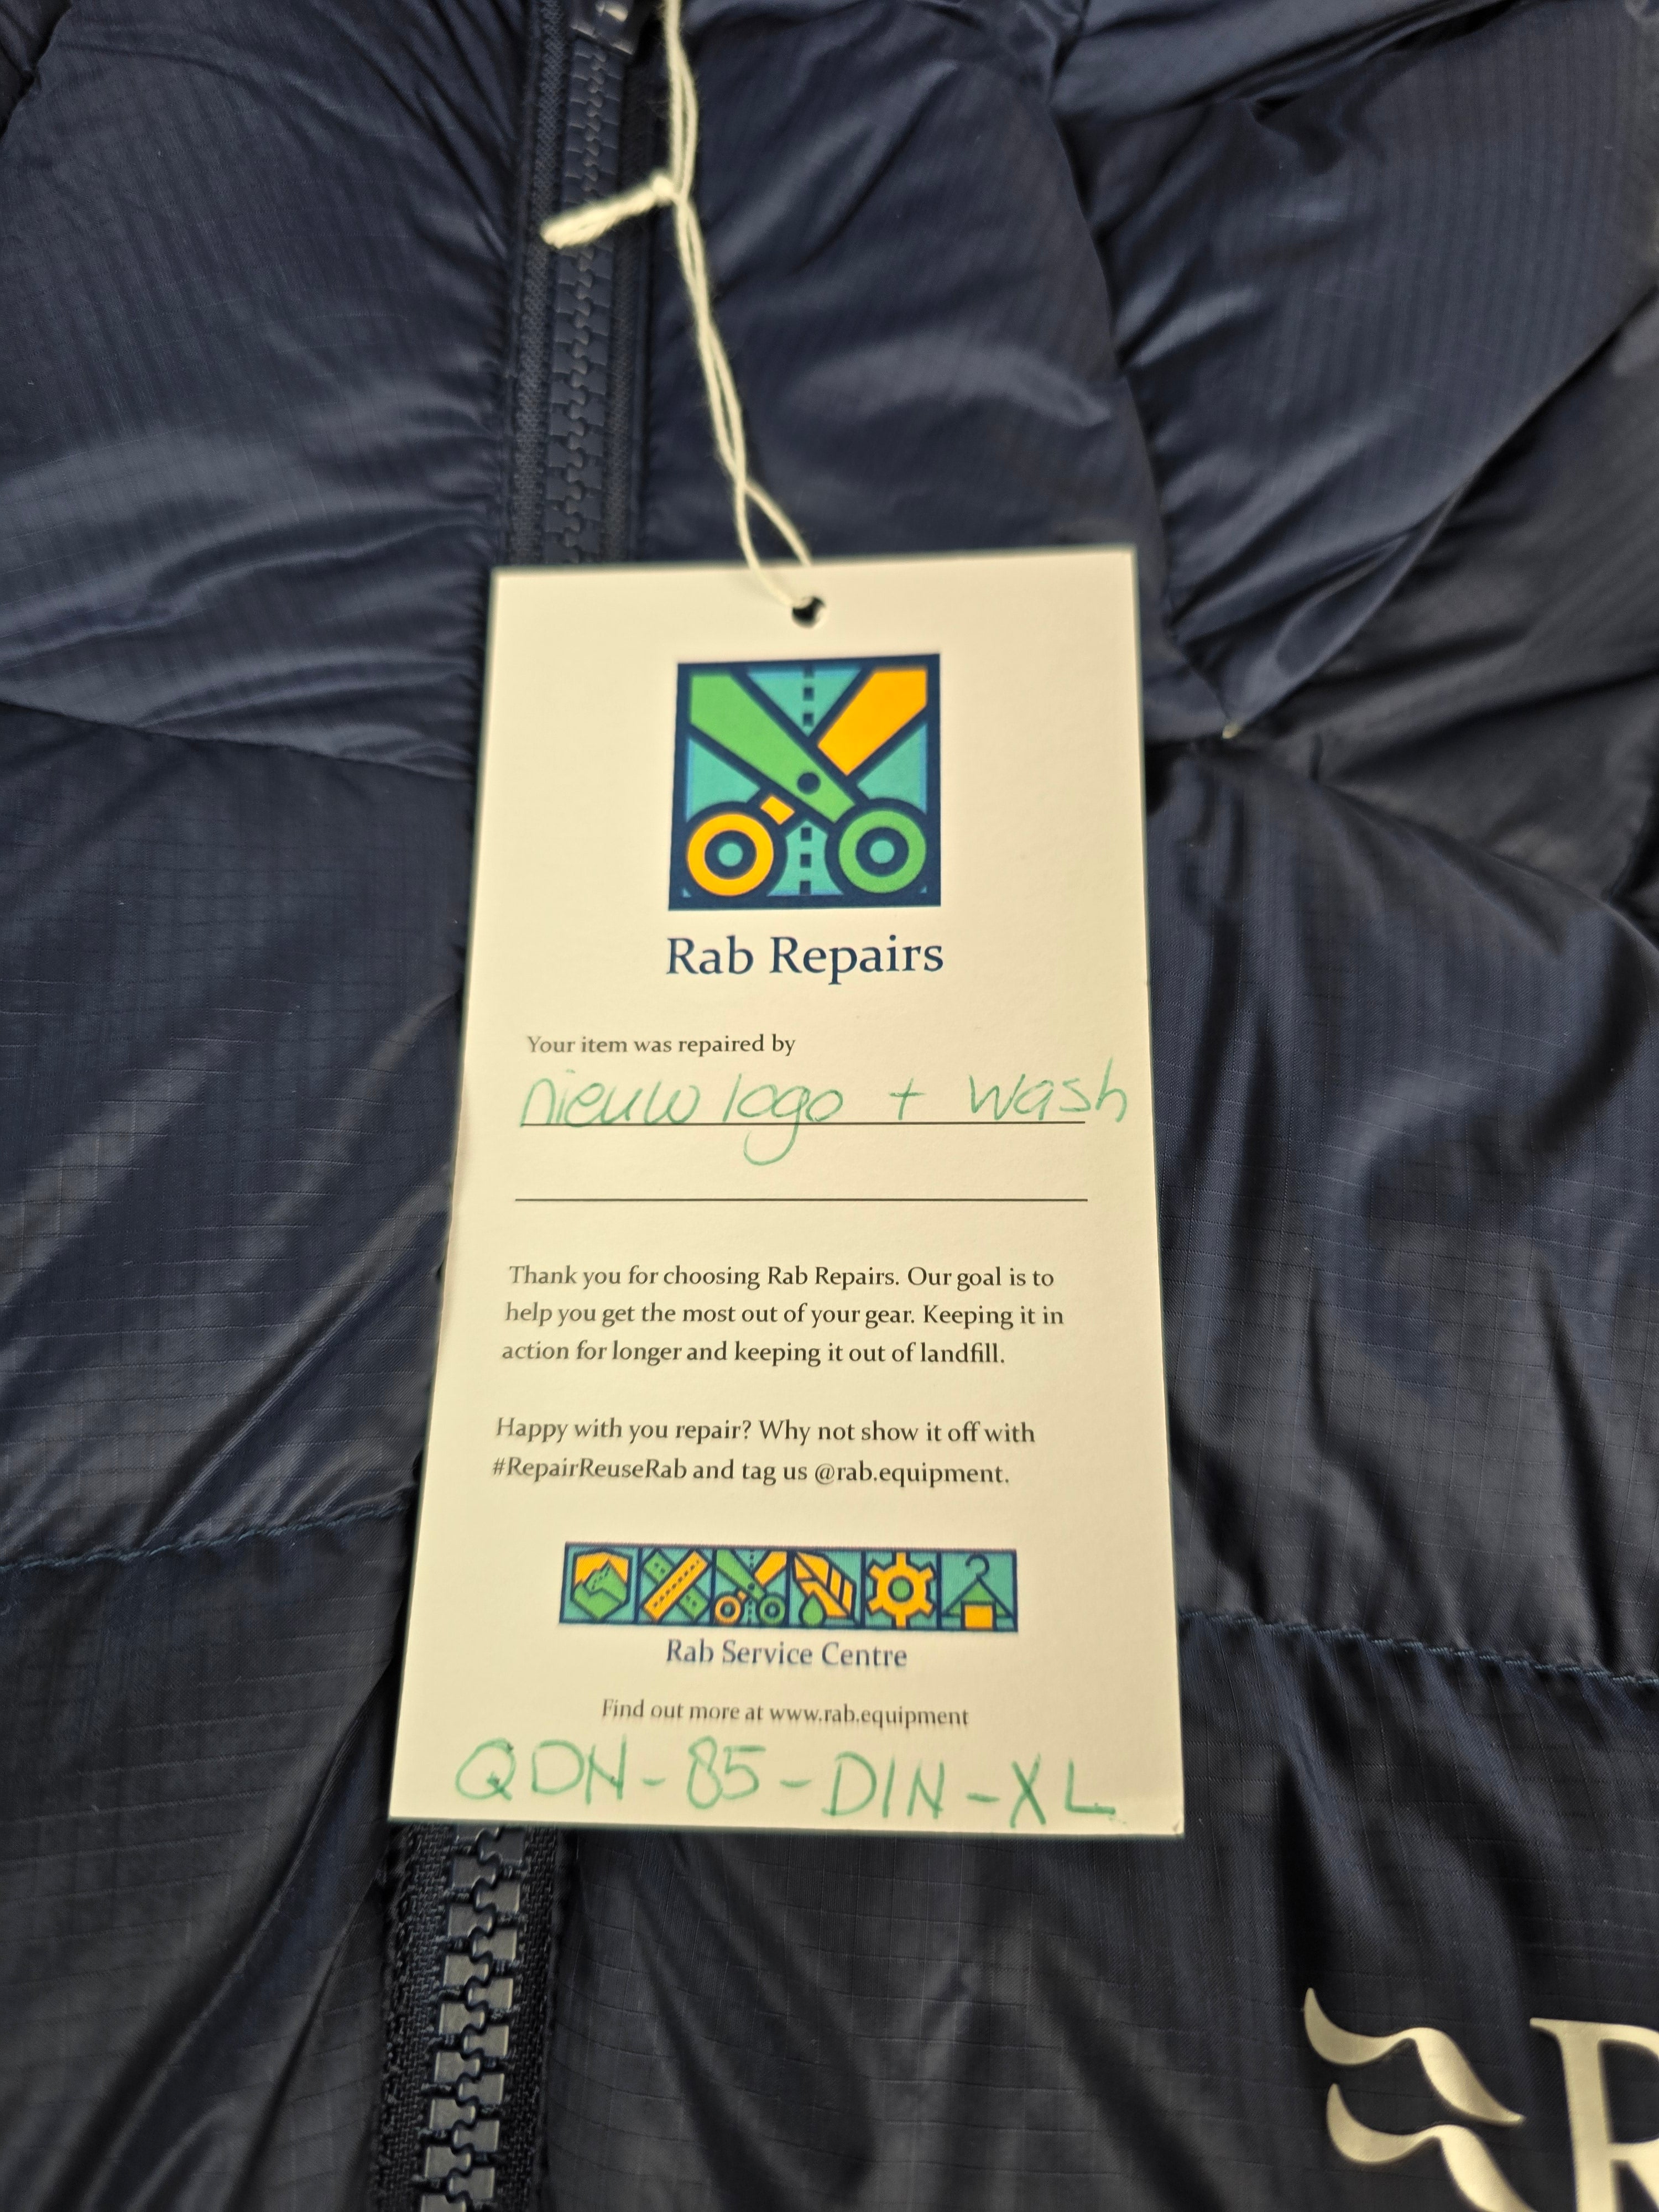 Rab Repairs
Your item was repaired by
nieuw logo + wash
Thank you for choosing Rab Repairs. Our goal is to
help you get the most out of your gear. Keeping it in
action for longer and keeping it out of landfill.
Happy with you repair? Why not show it off with
#RepairReuseRab and tag us @rab.equipment.
Rab Service Centre
Find out more at www.rab.equipment
QDN-85-DIN-XL
R